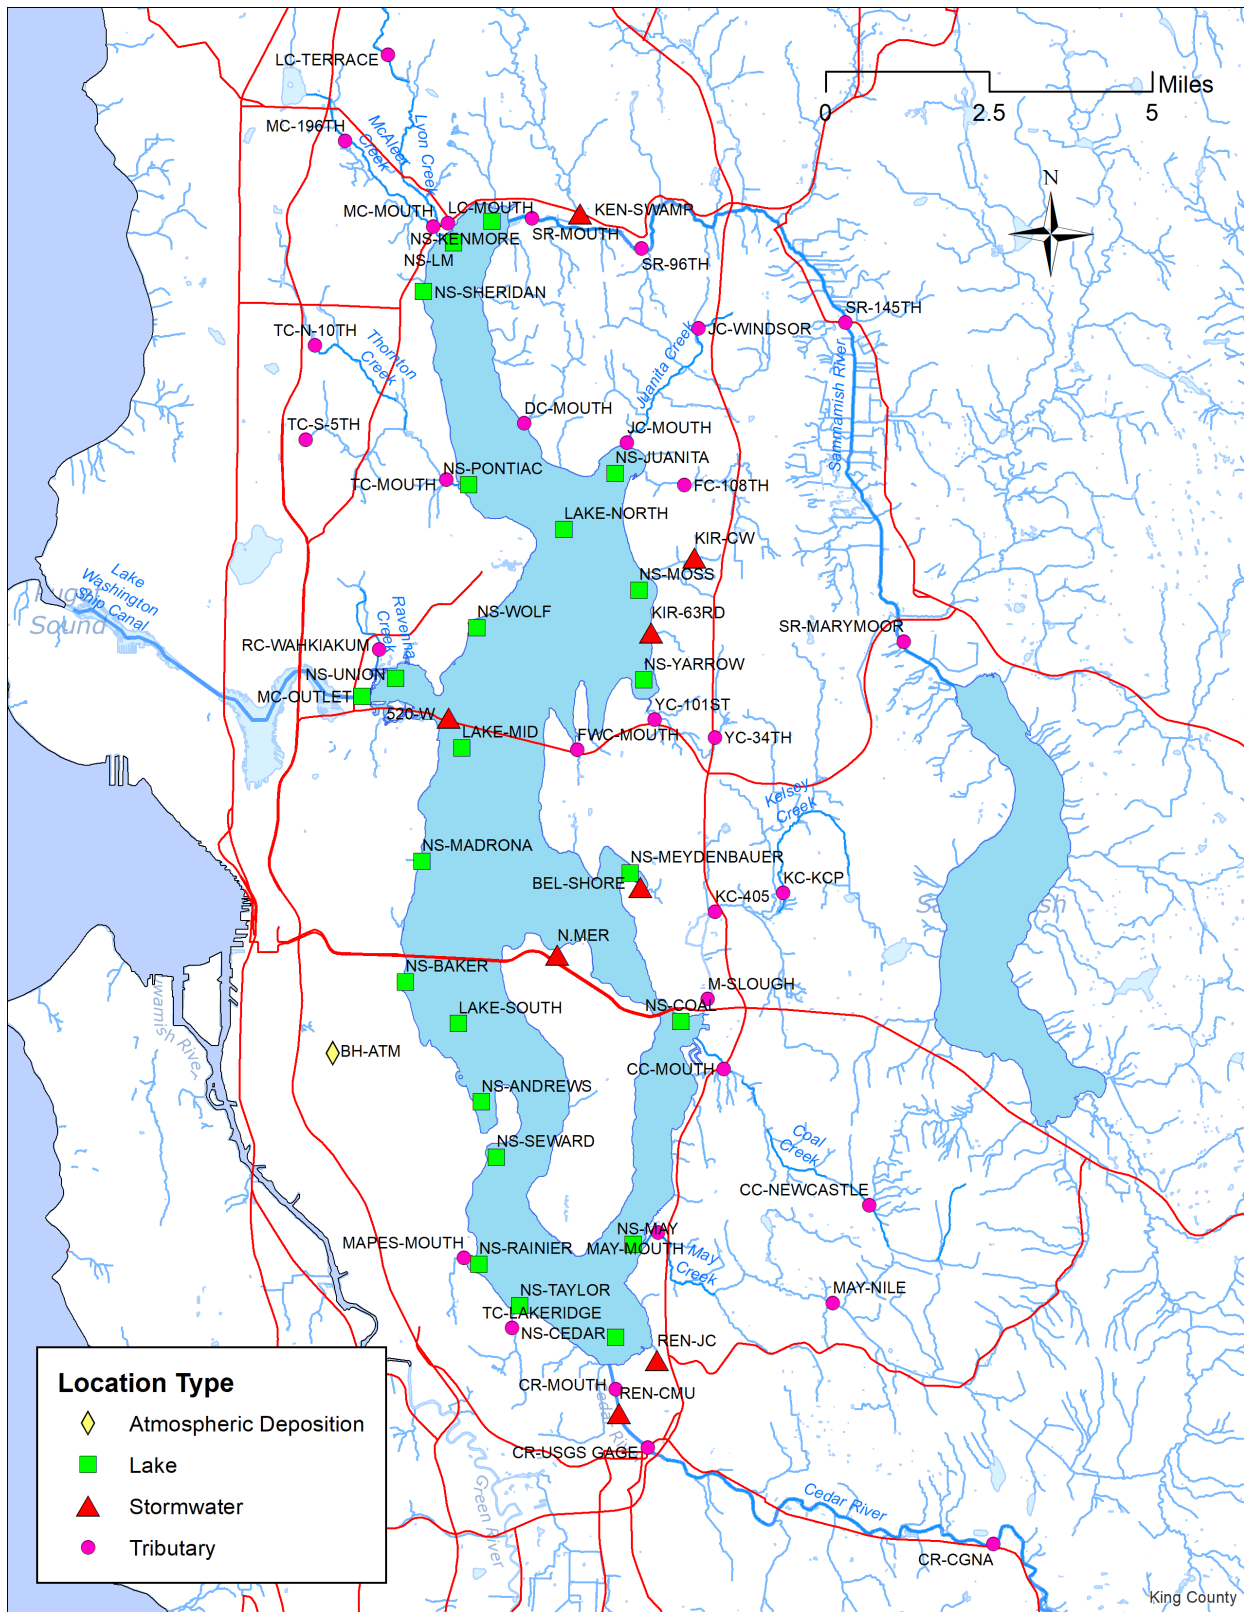 LC-TERRACE
Miles
0
2.5
5
MC-196TH
McAleer
Creek
Lyon Creek
N
MC-MOUTH
LC-MOUTH
KEN-SWAMP
SR-MOUTH
NS-KENMORE
NS-LM
SR-96TH
NS-SHERIDAN
SR-145TH
TC-N-10TH
JC-WINDSOR
Thornton
Creek
Juanita Creek
Sammamish River
DC-MOUTH
TC-S-5TH
JC-MOUTH
NS-JUANITA
NS-PONTIAC
TC-MOUTH
FC-108TH
LAKE-NORTH
KIR-CW
NS-MOSS
Lake
Washington
Ship Canal
Sound
Ravenna
Creek
NS-WOLF
KIR-63RD
SR-MARYMOOR
RC-WAHKIAKUM
NS-YARROW
NS-UNION
MC-OUTLET
520-W
YC-101ST
LAKE-MID
FWC-MOUTH
YC-34TH
Kelsey
Creek
NS-MADRONA
NS-MEYDENBAUER
BEL-SHORE
KC-KCP
KC-405
N.MER
NS-BAKER
M-SLOUGH
LAKE-SOUTH
NS-COAL
uwamish River
BH-ATM
CC-MOUTH
NS-ANDREWS
NS-SEWARD
Coal
Creek
CC-NEWCASTLE
NS-MAY
MAPES-MOUTH
NS-RAINIER
MAY-MOUTH
May
Creek
NS-TAYLOR
MAY-NILE
TC-LAKERIDGE
NS-CEDAR
REN-JC
CR-MOUTH
REN-CMU
CR-USGS GAGE
Green River
Cedar River
CR-CGNA
Location Type
Atmospheric Deposition
Lake
Stormwater
Tributary
King County